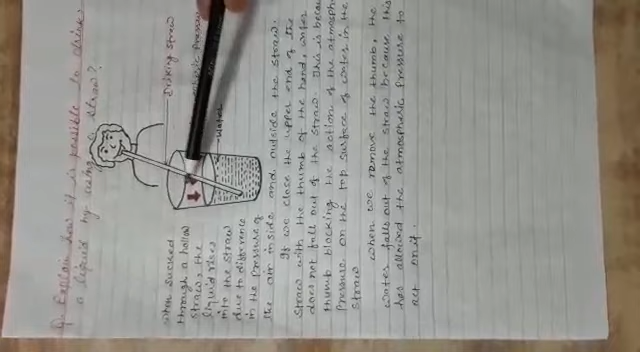 Q. Explain how it is possible to drink
a liquid by using a straw?
Drinking straw
Pressure
Water
When sucked
through a hollow
straw, the
liquid rises
into the straw
due to difference
in the pressure of
the air inside and outside the straw.
If we close the upper end of the
straw with the thumb of the hand, water
does not fall out of the straw. This is
thumb blocking the action of the
pressure on the top surface of water in the
straw
When we remove the thumb, the
water falls out of the straw because this
has allowed the atmospheric pressure to
act on it.